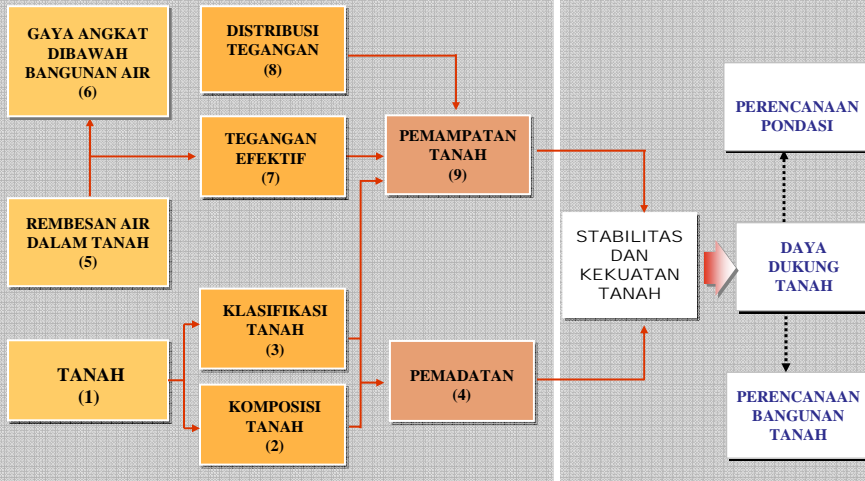 GAYA ANGKAT
DIBAWAH
BANGUNAN AIR
(6)
DISTRIBUSI
TEGANGAN
(8)
TEGANGAN
EFEKTIF
(7)
PEMAMPATAN
TANAH
(9)
REMBESAN AIR
DALAM TANAH
(5)
KLASIFIKASI
TANAH
(3)
TANAH
(1)
KOMPOSISI
TANAH
(2)
PEMADATAN
(4)
STABILITAS
DAN
KEKUATAN
TANAH
PERENCANAAN
PONDASI
DAYA
DUKUNG
TANAH
PERENCANAAN
BANGUNAN
TANAH